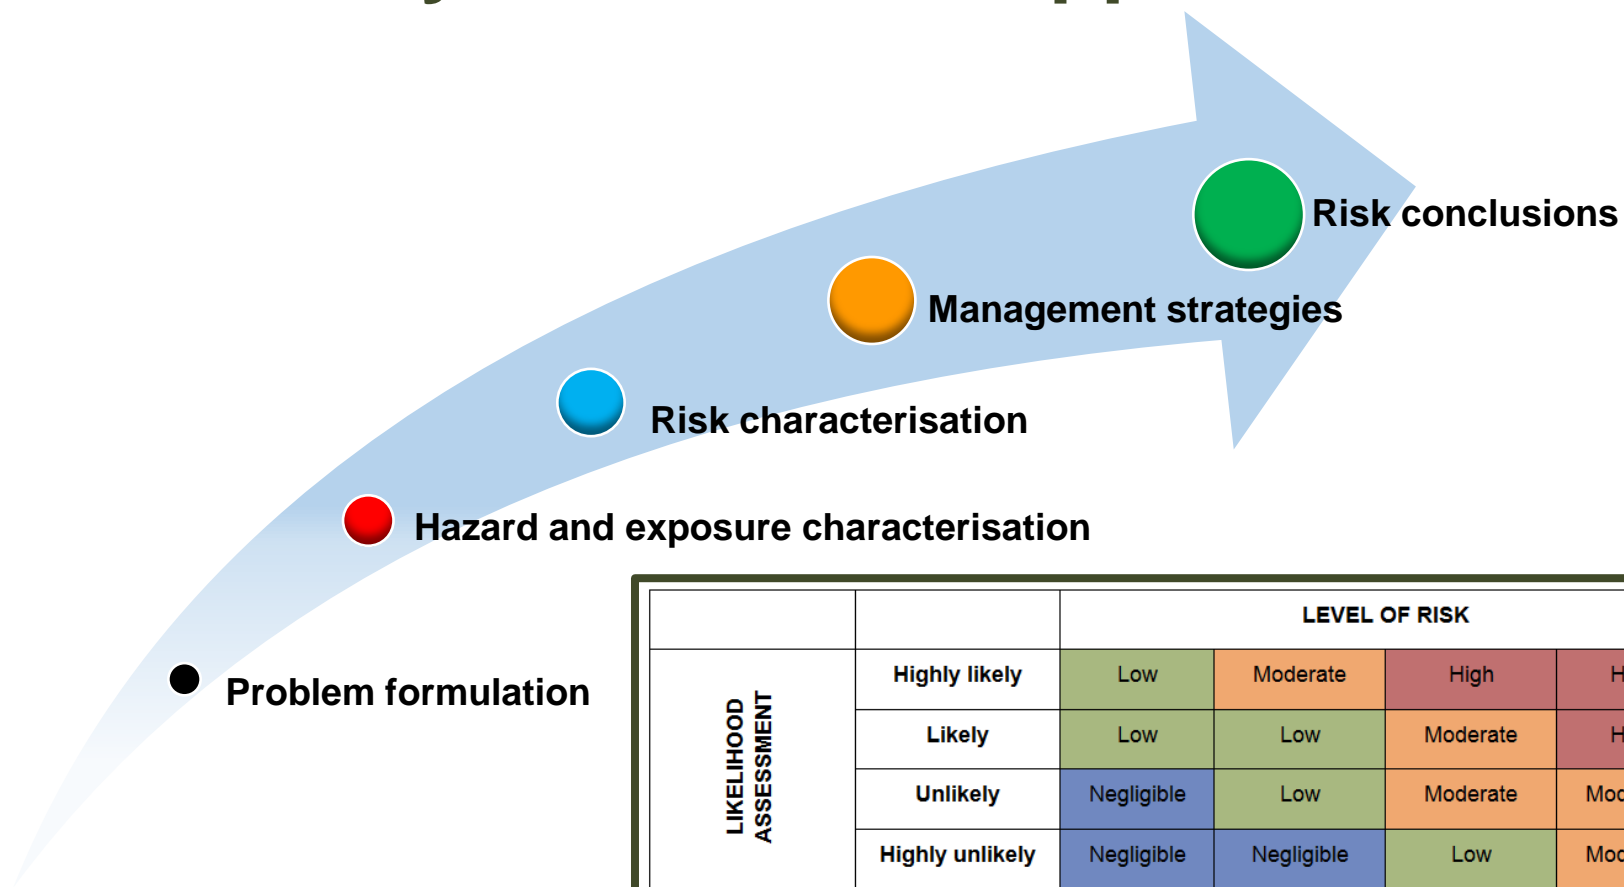 Risk conclusions
Management strategies
Risk characterisation
Hazard and exposure characterisation
Problem formulation
LEVEL OF RISK
LIKELIHOOD
ASSESSMENT
Highly likely Low Moderate High
Likely Low Low Moderate
Unlikely Negligible Low Moderate
Highly unlikely Negligible Negligible Low